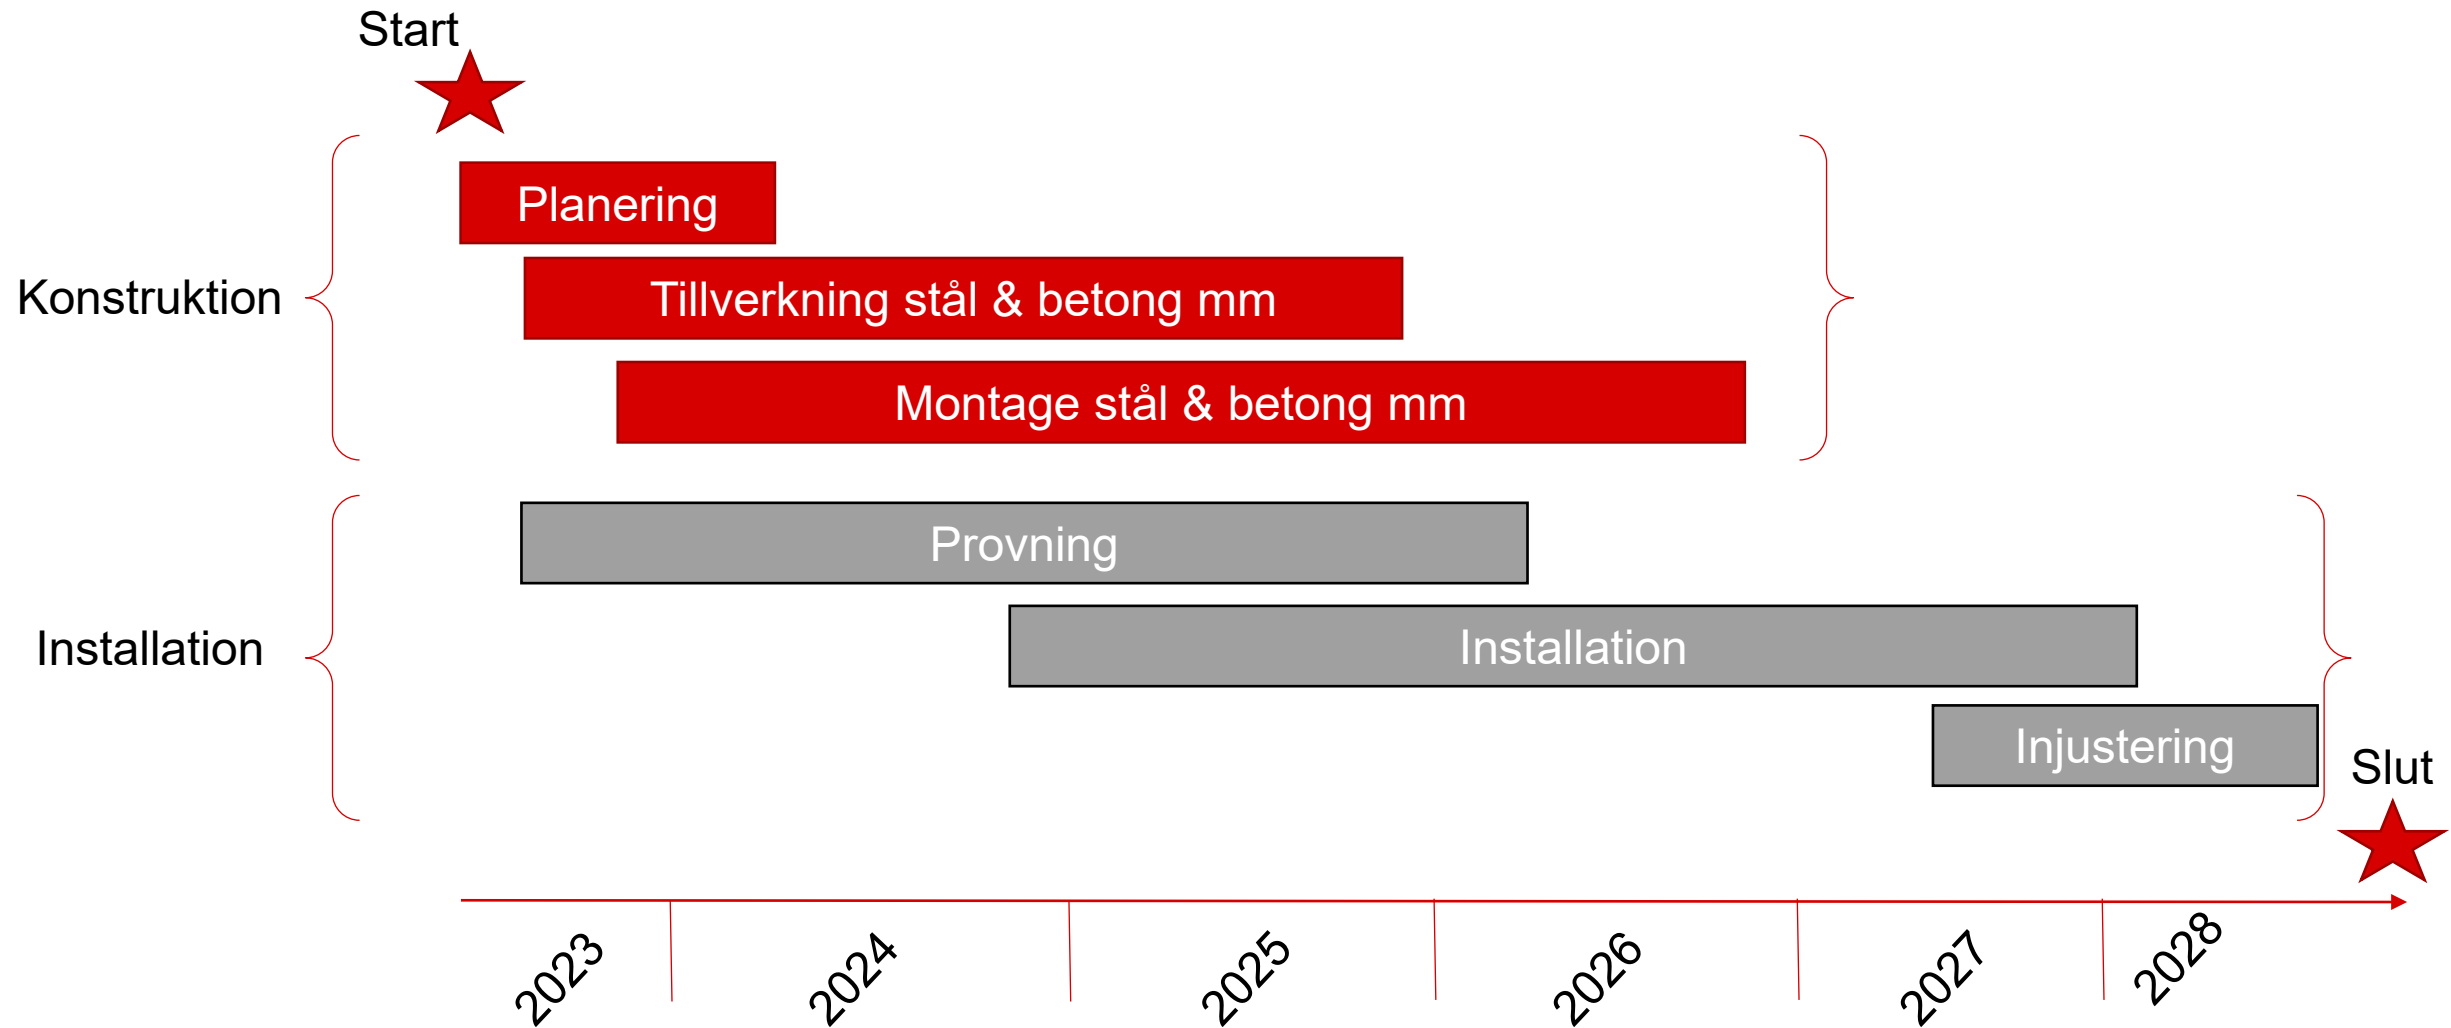 Start
Planering
Konstruktion
Tillverkning stål & betong mm
Montage stål & betong mm
Provning
Installation
Installation
Injustering
Slut
2023
2024
2025
2026
2027
2028